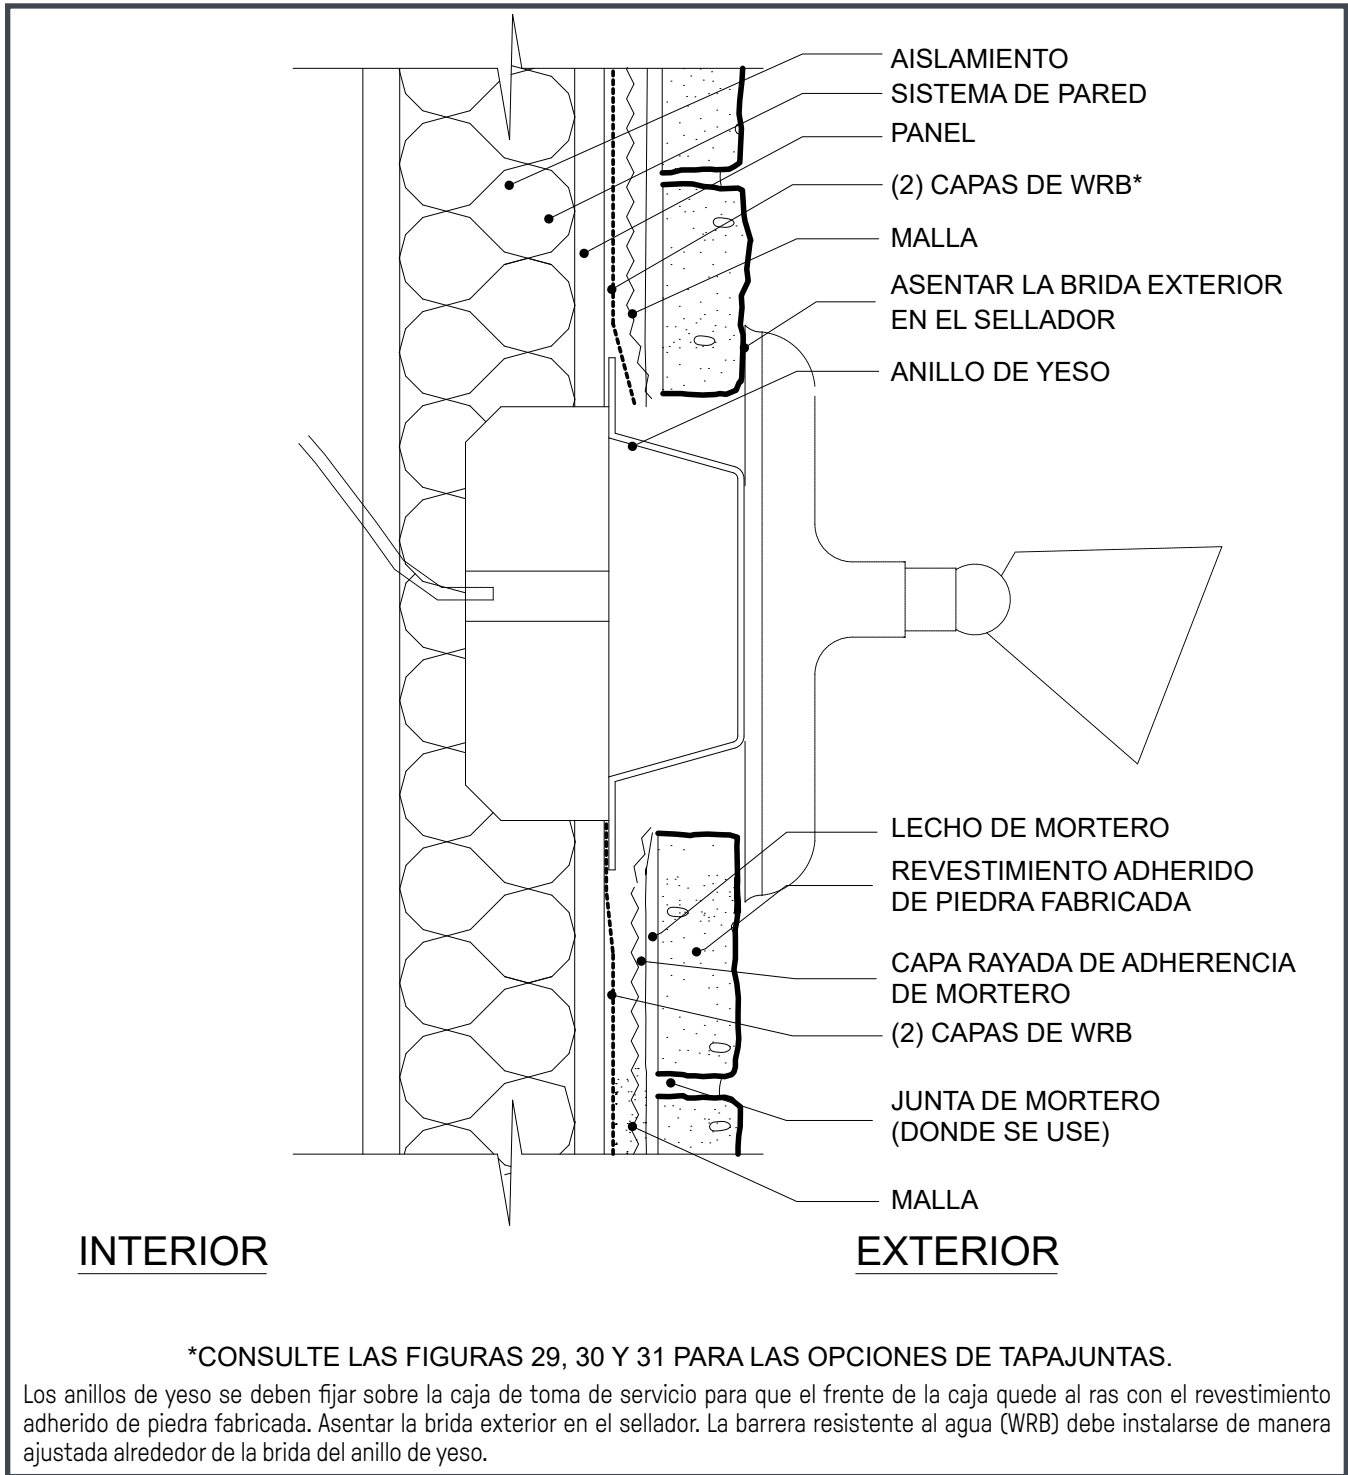 AISLAMIENTO
SISTEMA DE PARED
PANEL
(2) CAPAS DE WRB*
MALLA
ASENTAR LA BRIDA EXTERIOR
EN EL SELLADOR
ANILLO DE YESO
LECHO DE MORTERO
REVESTIMIENTO ADHERIDO
DE PIEDRA FABRICADA
CAPA RAYADA DE ADHERENCIA
DE MORTERO
(2) CAPAS DE WRB
JUNTA DE MORTERO
(DONDE SE USE)
MALLA
INTERIOR
EXTERIOR
*CONSULTE LAS FIGURAS 29, 30 Y 31 PARA LAS OPCIONES DE TAPAJUNTAS.
Los anillos de yeso se deben fijar sobre la caja de toma de servicio para que el frente de la caja quede al ras con el revestimiento
adherido de piedra fabricada. Asentar la brida exterior en el sellador. La barrera resistente al agua (WRB) debe instalarse de manera
ajustada alrededor de la brida del anillo de yeso.